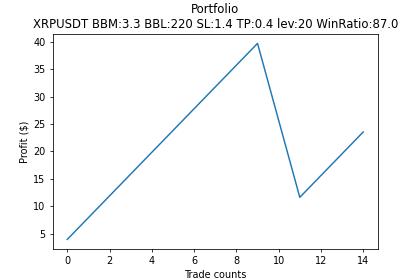 Portfolio
XRPUSDT BBM:3.3 BBL:220 SL:1.4 TP:0.4 lev:20 WinRatio:87.0
40
35
30
25
20
15
10
5
Profit ($)
0 2 4 6 8 10 12 14
Trade counts